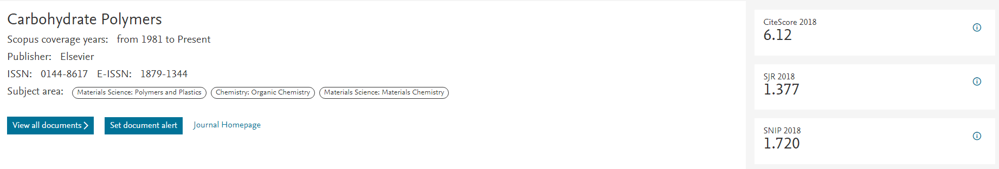 Carbohydrate Polymers
Scopus coverage years: from 1981 to Present
Publisher: Elsevier
ISSN: 0144-8617 E-ISSN: 1879-1344
Subject area: Materials Science: Polymers and Plastics Chemistry: Organic Chemistry Materials Science: Materials Chemistry
View all documents Set document alert Journal Homepage
CiteScore 2018
6.12
SJR 2018
1.377
SNIP 2018
1.720